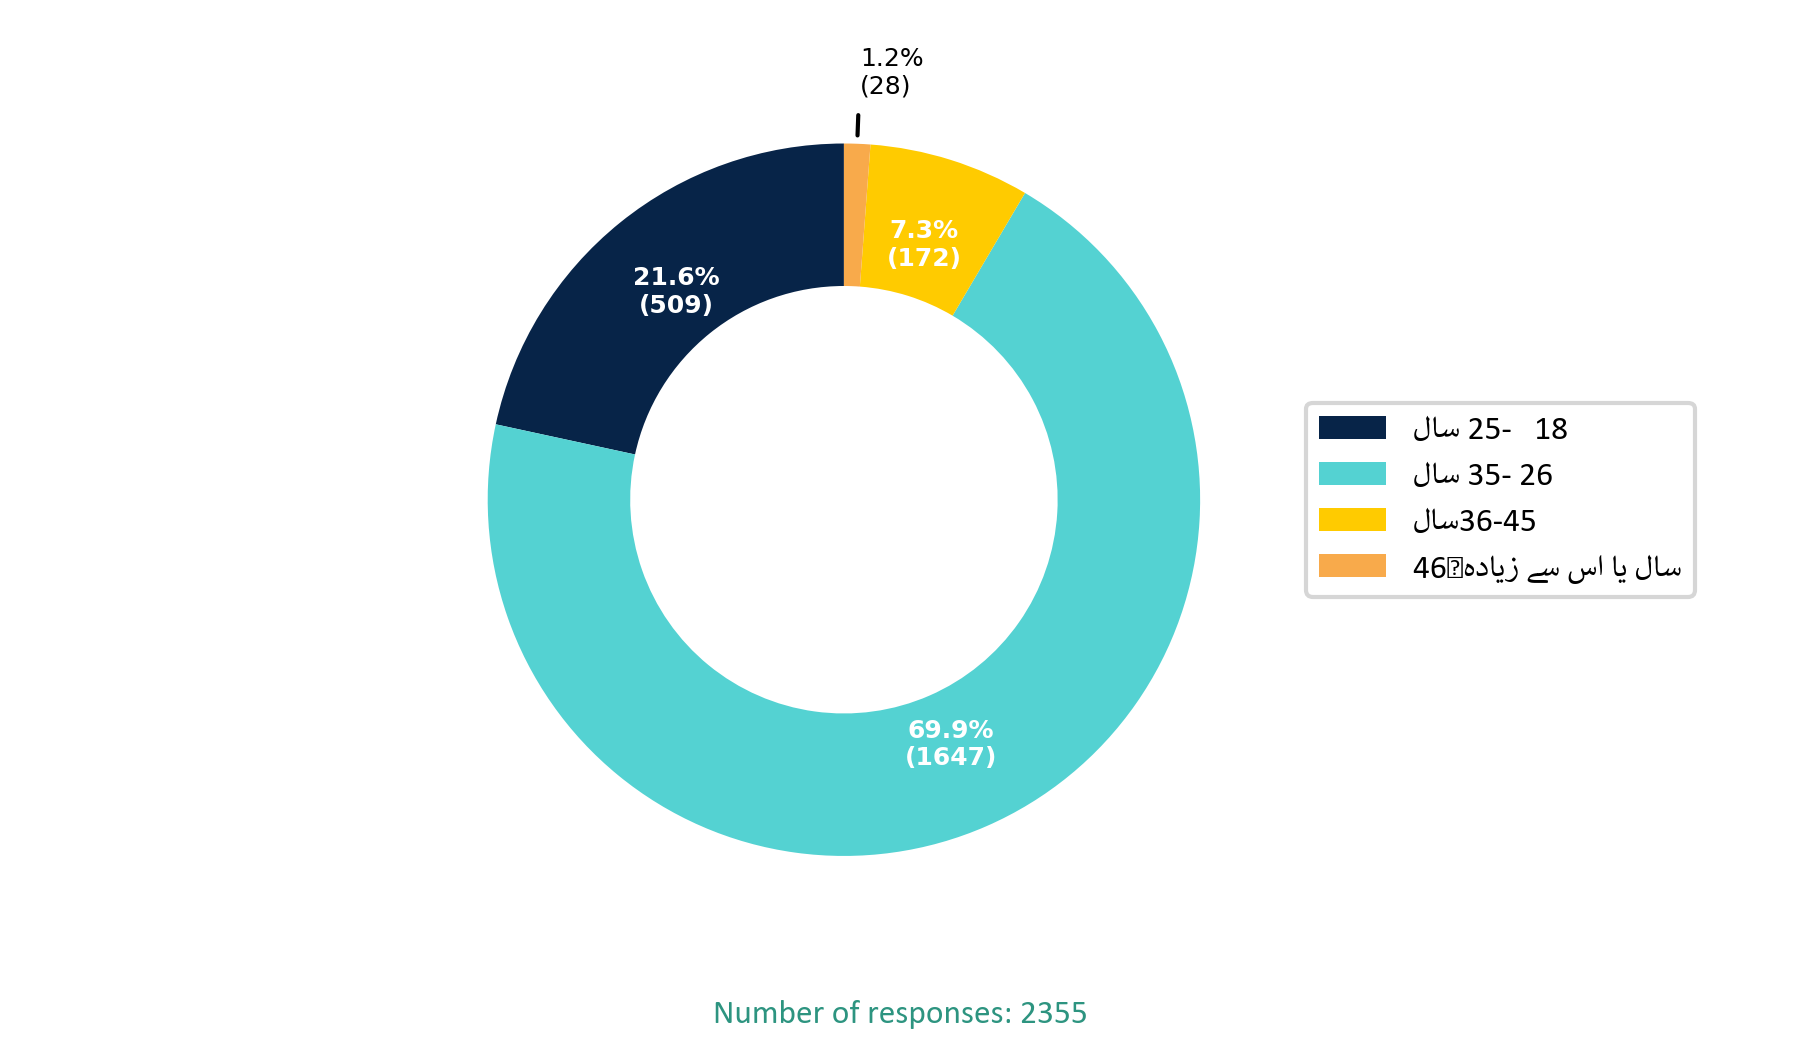 1.2%
(28)
7.3%
(172)
21.6%
(509)
69.9%
(1647)
18   -25 سال
26 -35 سال
36-45سال
46سال یا اس سے زیادہ
Number of responses: 2355